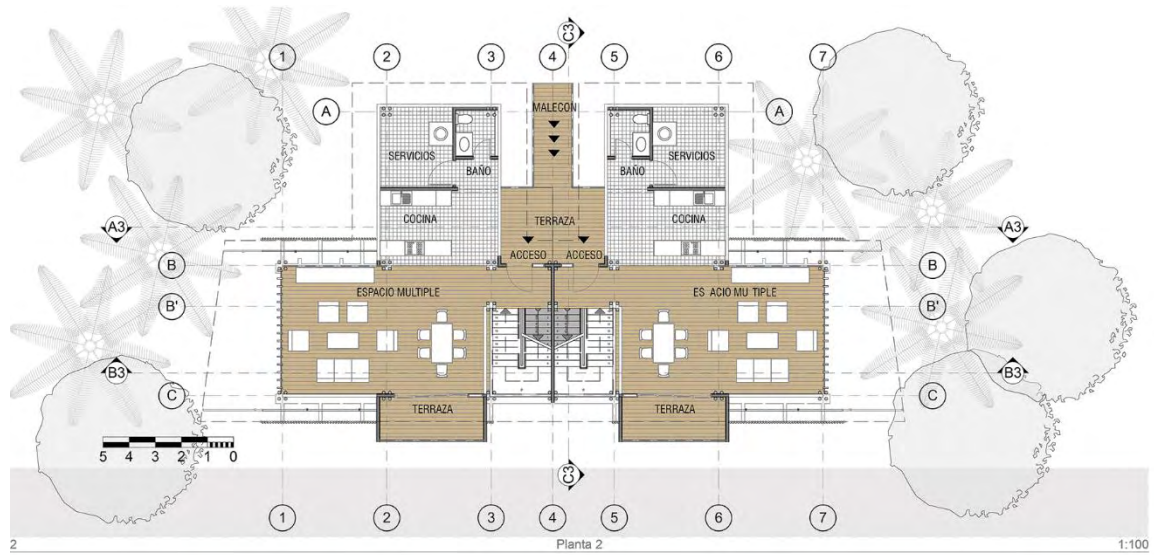 C3
1 2 3 4 5 6 7
A MALECON A
SERVICIOS BAÑO BAÑO SERVICIOS
COCINA TERRAZA COCINA
A3 A3
ACCESO ACCESO
B B
ESPACIO MULTIPLE ES ACIO MU TIPLE
B' B'
B3 B3
C C
TERRAZA TERRAZA
5 4 3 2 1 0
C3
1 2 3 4 5 6 7
2 Planta 2 1:100